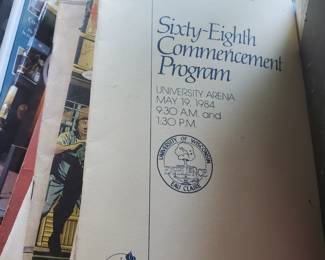 Sixty-Eighth
Commencement
Program
UNIVERSITY ARENA
MAY 19, 1984
9:30 A.M. and
1:30 P.M.
UNIVERSITY OF WISCONSIN
EAU CLAIRE